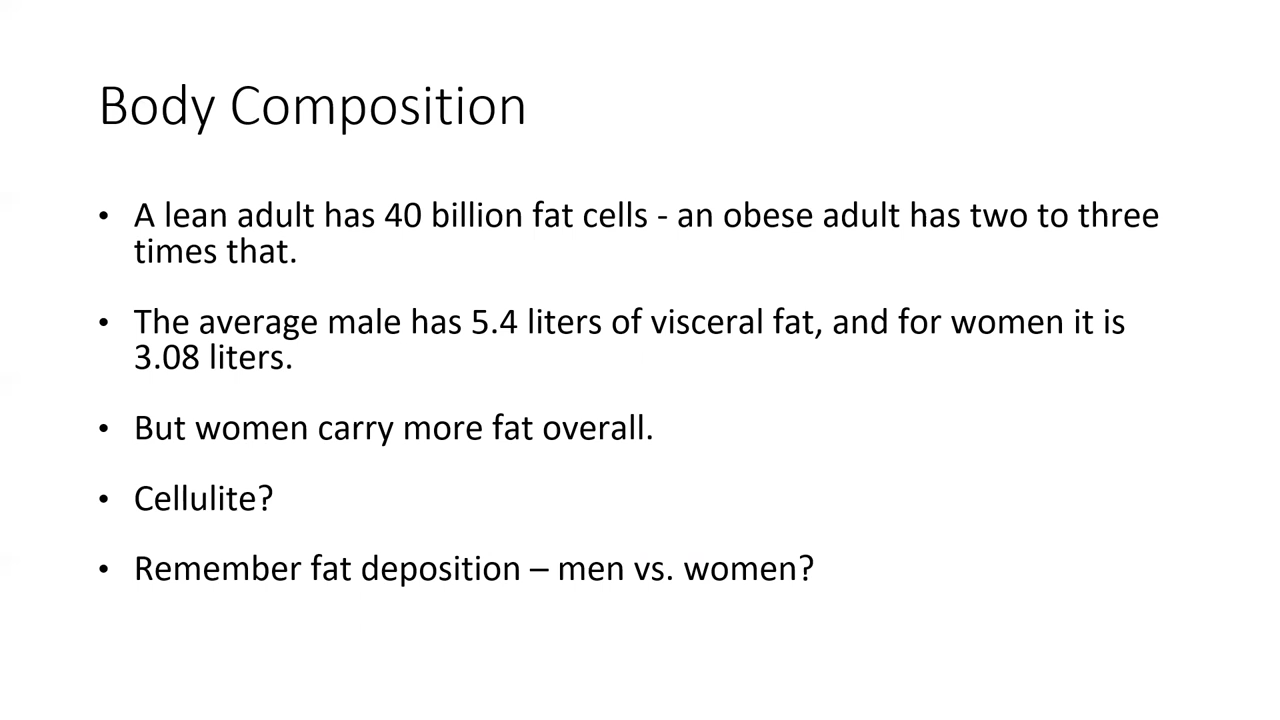 Body Composition
• A lean adult has 40 billion fat cells - an obese adult has two to three
times that.
• The average male has 5.4 liters of visceral fat, and for women it is
3.08 liters.
• But women carry more fat overall.
• Cellulite?
• Remember fat deposition – men vs. women?